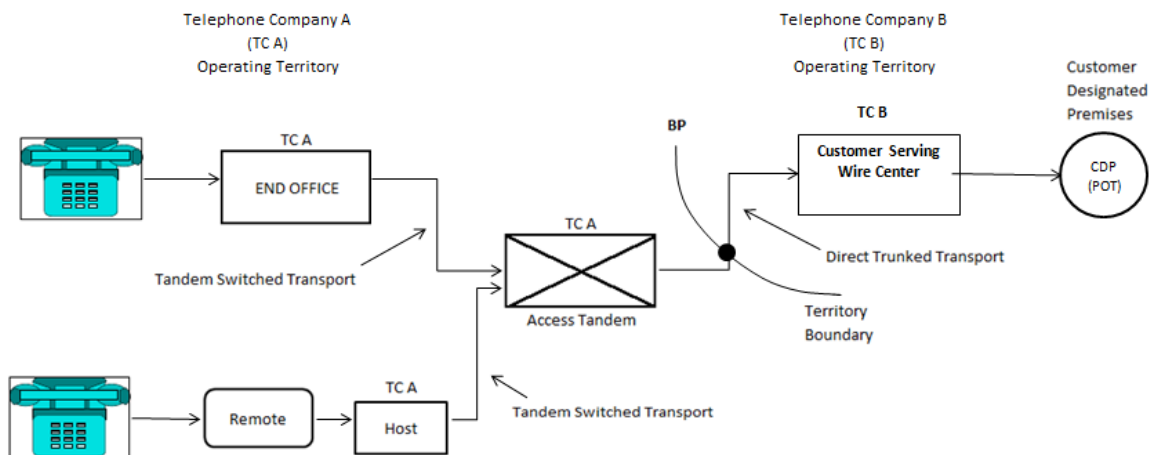 Telephone Company A
(TC A)
Operating Territory
Telephone Company B
(TC B)
Operating Territory
Customer
Designated
Premises
TC A
END OFFICE
BP
TC B
Customer Serving
Wire Center
CDP
(POT)
TC A
Tandem Switched Transport
Direct Trunked Transport
Access Tandem
Territory
Boundary
TC A
Remote
Host
Tandem Switched Transport